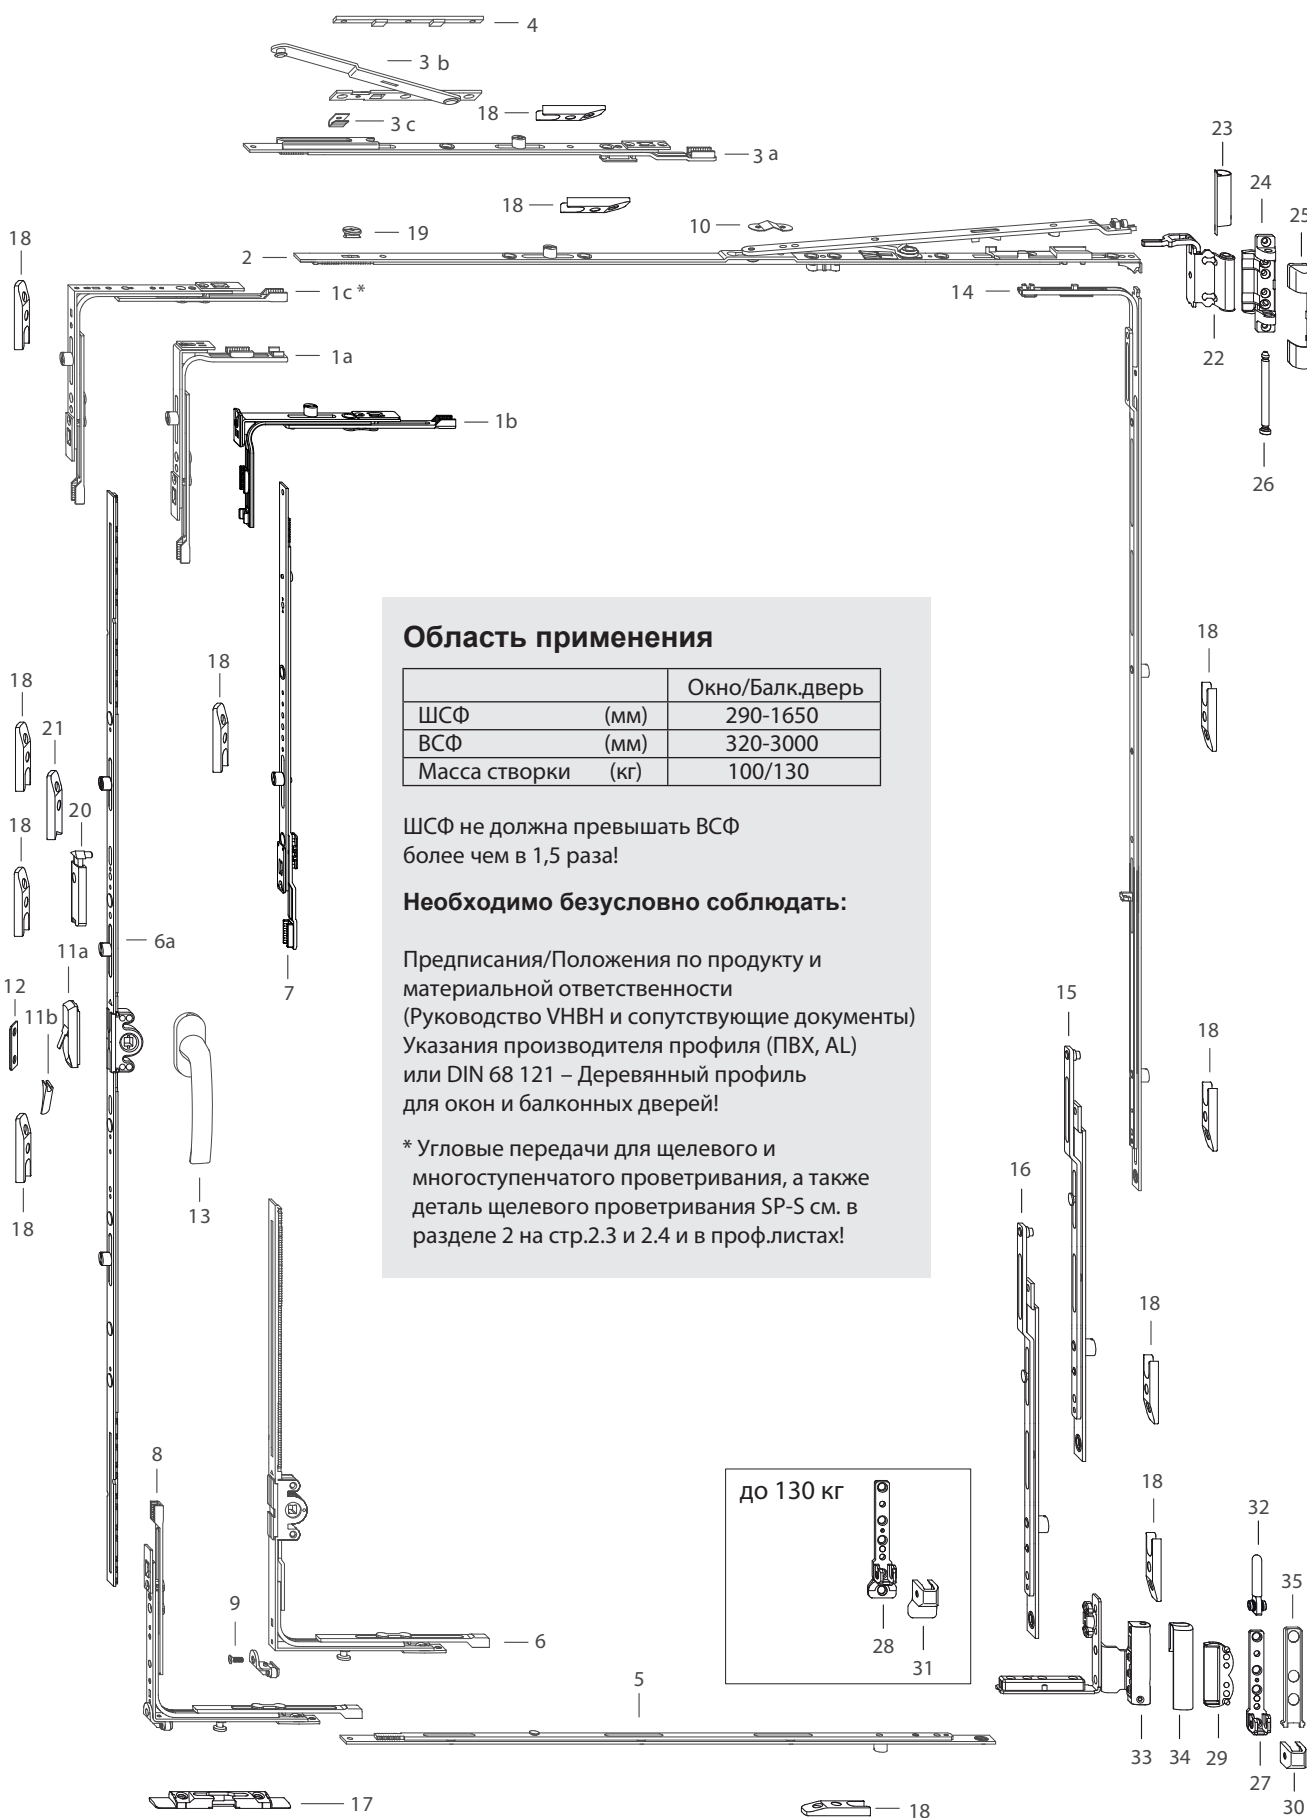 4
3 b
18
3 c
3 a
23
24
25
18
18
19
10
2
1c*
14
22
1a
1b
26
Область применения
Окно/Балк.дверь
ШСФ (мм) 290-1650
ВСФ (мм) 320-3000
Масса створки (кг) 100/130
ШСФ не должна превышать ВСФ
более чем в 1,5 раза!
Необходимо безусловно соблюдать:
Предписания/Положения по продукту и
материальной ответственности
(Руководство VHBH и сопутствующие документы)
Указания производителя профиля (ПВХ, AL)
или DIN 68 121 – Деревянный профиль
для окон и балконных дверей!
* Угловые передачи для щелевого и
многоступенчатого проветривания, а также
деталь щелевого проветривания SP-S см. в
разделе 2 на стр.2.3 и 2.4 и в проф.листах!
18
18
18
21
20
18
6a
11a
12
11b
7
15
18
18
13
16
18
8
до 130 кг
18
32
35
9
6
28
31
5
33
34
29
27
30
17
18